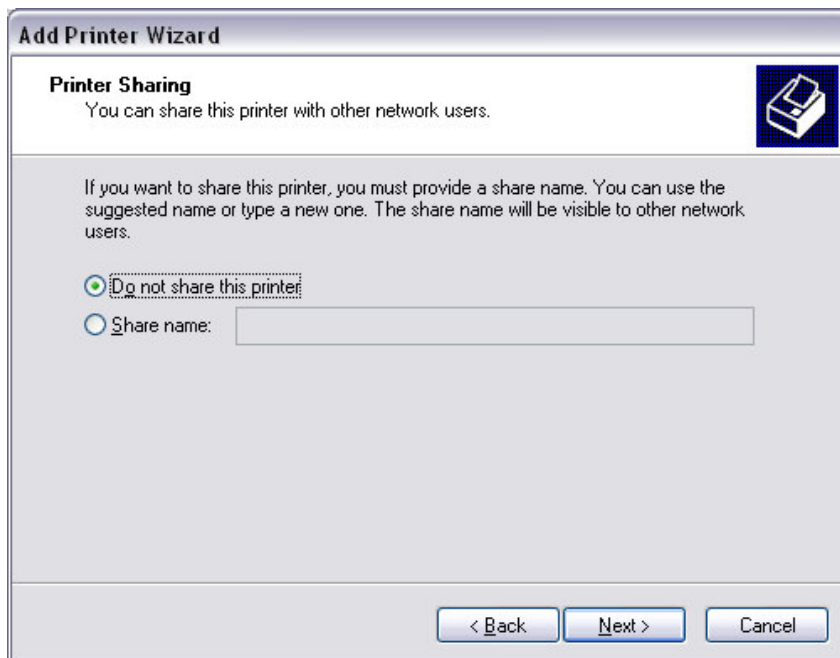 Add Printer Wizard
Printer Sharing
You can share this printer with other network users.
If you want to share this printer, you must provide a share name. You can use the
suggested name or type a new one. The share name will be visible to other network
users.
Do not share this printer
Share name:
< Back Next > Cancel